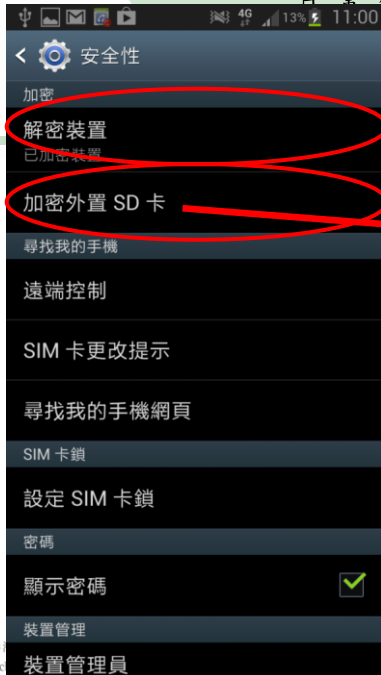 4G 13% 11:00
安全性
加密
解密裝置
已加密裝置
加密外置 SD 卡
尋找我的手機
遠端控制
SIM 卡更改提示
尋找我的手機網頁
SIM 卡鎖
設定 SIM 卡鎖
密碼
顯示密碼
裝置管理
裝置管理員